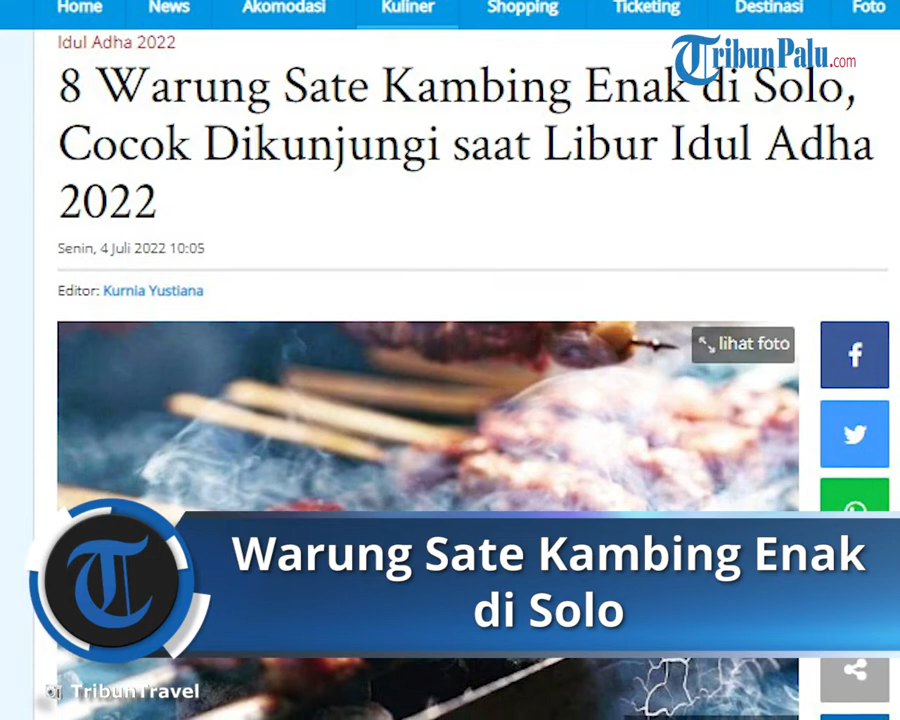 Home News Akomodasi Kuliner Shopping Ticketing Destinasi Foto
Idul Adha 2022
TribunPalu.com
8 Warung Sate Kambing Enak di Solo,
Cocok Dikunjungi saat Libur Idul Adha
2022
Senin, 4 Juli 2022 10:05
Editor: Kurnia Yustiana
lihat foto
Warung Sate Kambing Enak
di Solo
TribunTravel